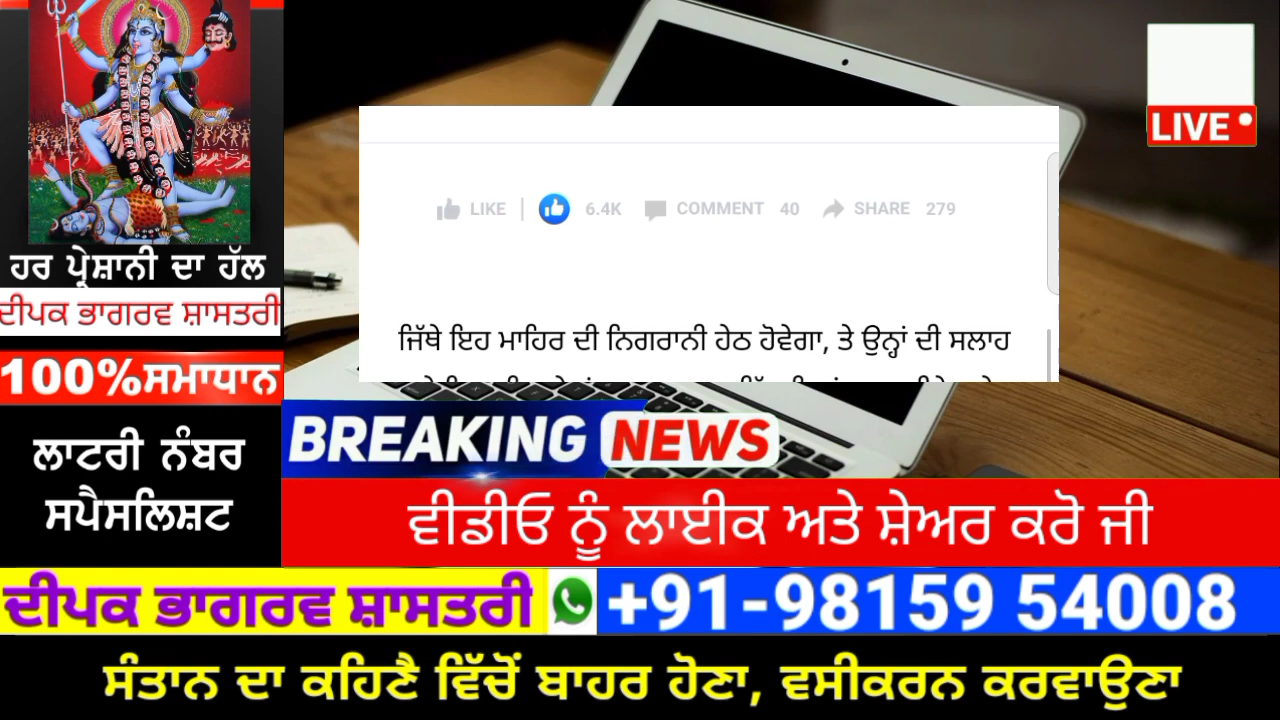 LIVE
LIKE 6.4K COMMENT 40 SHARE 279
ਜਿੱਥੇ ਇਹ ਮਾਹਿਰ ਦੀ ਨਿਗਰਾਨੀ ਹੇਠ ਹੋਵੇਗਾ, ਤੇ ਉਨ੍ਹਾਂ ਦੀ ਸਲਾਹ
ਹਰ ਪ੍ਰੇਸ਼ਾਨੀ ਦਾ ਹੱਲ
ਦੀਪਕ ਭਾਗਰਵ ਸ਼ਾਸਤਰੀ
100%ਸਮਾਧਾਨ
ਲਾਟਰੀ ਨੰਬਰ
ਸਪੈਸਲਿਸ਼ਟ
BREAKING NEWS
ਵੀਡੀਓ ਨੂੰ ਲਾਈਕ ਅਤੇ ਸ਼ੇਅਰ ਕਰੋ ਜੀ
ਦੀਪਕ ਭਾਗਰਵ ਸ਼ਾਸਤਰੀ +91-98159 54008
ਸੰਤਾਨ ਦਾ ਕਹਿਣੈ ਵਿੱਚੋਂ ਬਾਹਰ ਹੋਣਾ, ਵਸੀਕਰਨ ਕਰਵਾਉਣਾ